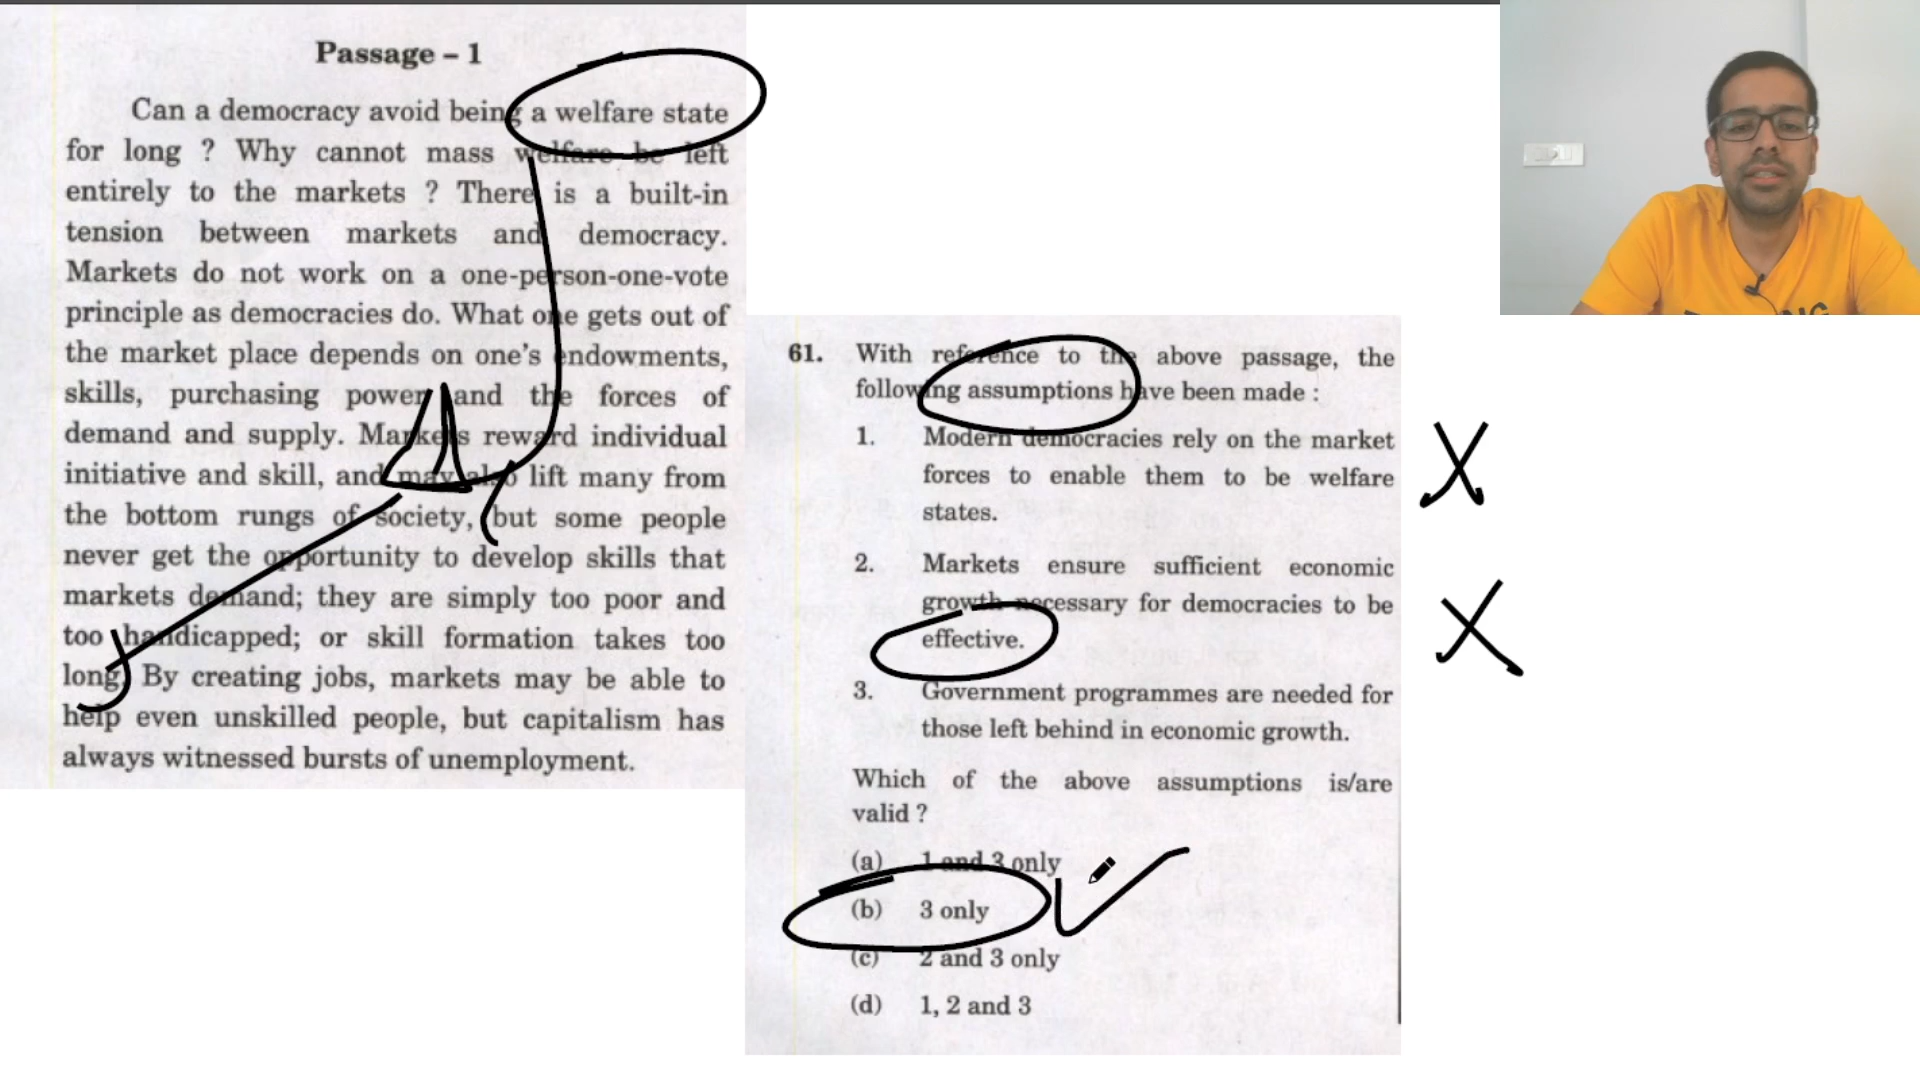 Passage – 1
Can a democracy avoid being a welfare state
for long ? Why cannot mass welfare be left
entirely to the markets ? There is a built-in
tension between markets and democracy.
Markets do not work on a one-person-one-vote
principle as democracies do. What one gets out of
the market place depends on one's endowments,
skills, purchasing power and the forces of
demand and supply. Markets reward individual
initiative and skill, and may also lift many from
the bottom rungs of society, but some people
never get the opportunity to develop skills that
markets demand; they are simply too poor and
too handicapped; or skill formation takes too
long. By creating jobs, markets may be able to
help even unskilled people, but capitalism has
always witnessed bursts of unemployment.
61. With reference to the above passage, the
following assumptions have been made :
1. Modern democracies rely on the market
forces to enable them to be welfare
states.
2. Markets ensure sufficient economic
growth necessary for democracies to be
effective.
3. Government programmes are needed for
those left behind in economic growth.
Which of the above assumptions is/are
valid ?
(a) 1 and 3 only
(b) 3 only
(c) 2 and 3 only
(d) 1, 2 and 3